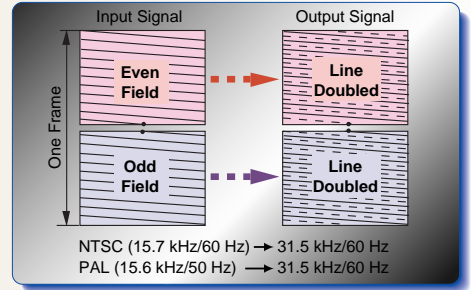 Input Signal
Output Signal
One Frame
Even
Field
Line
Doubled
Odd
Field
Line
Doubled
NTSC (15.7 kHz/60 Hz) → 31.5 kHz/60 Hz
PAL (15.6 kHz/50 Hz) → 31.5 kHz/60 Hz